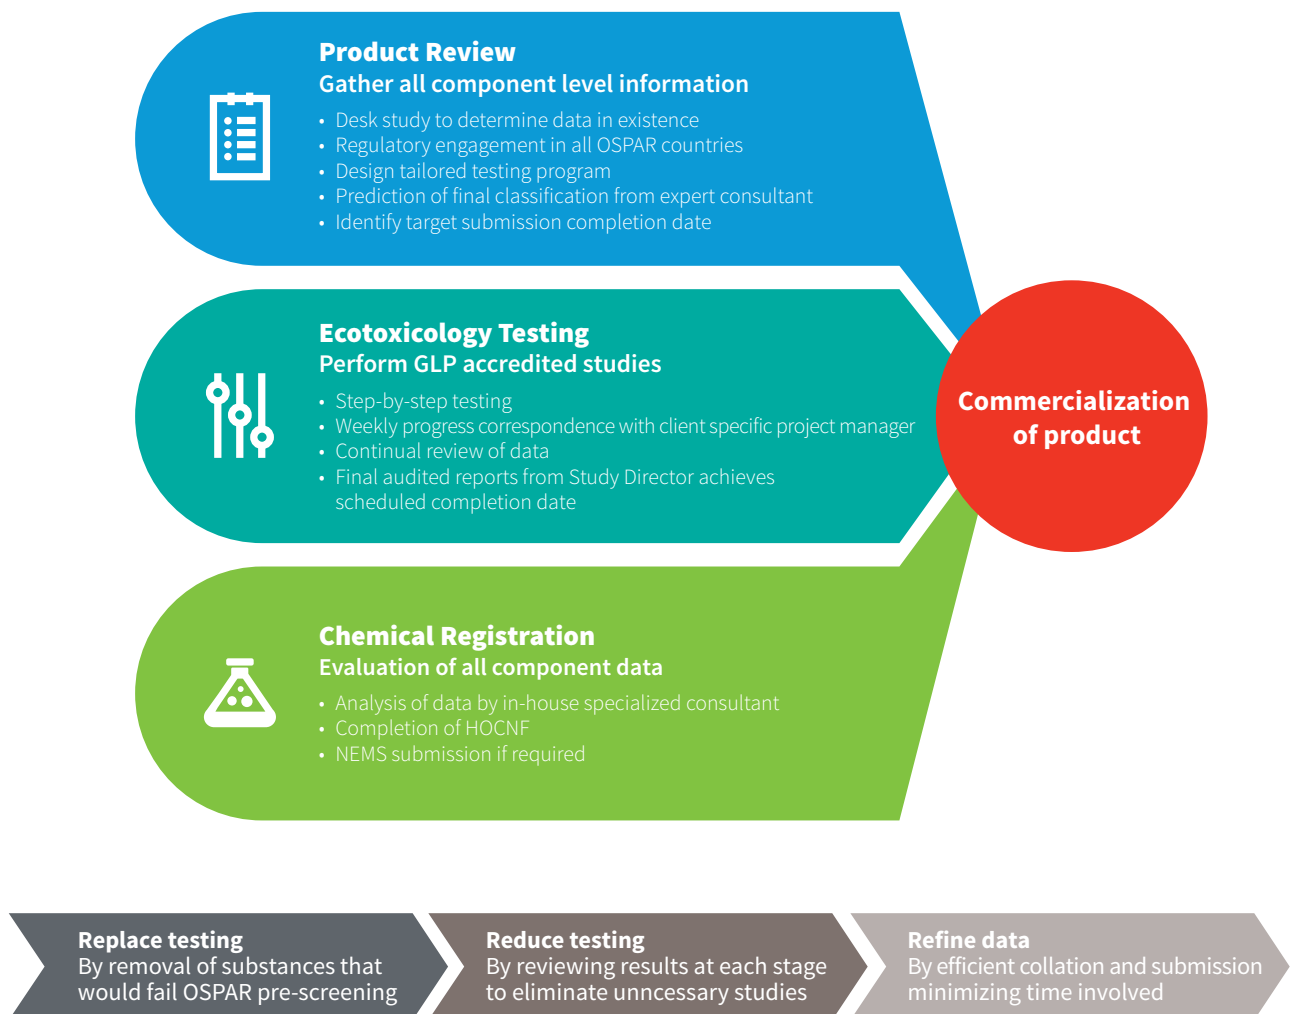 Product Review
Gather all component level information
• Desk study to determine data in existence
• Regulatory engagement in all OSPAR countries
• Design tailored testing program
• Prediction of final classification from expert consultant
• Identify target submission completion date
Ecotoxicology Testing
Perform GLP accredited studies
• Step-by-step testing
• Weekly progress correspondence with client specific project manager
• Continual review of data
• Final audited reports from Study Director achieves
scheduled completion date
Commercialization
of product
Chemical Registration
Evaluation of all component data
• Analysis of data by in-house specialized consultant
• Completion of HOCNF
• NEMS submission if required
Replace testing
By removal of substances that
would fail OSPAR pre-screening
Reduce testing
By reviewing results at each stage
to eliminate unncessary studies
Refine data
By efficient collation and submission
minimizing time involved